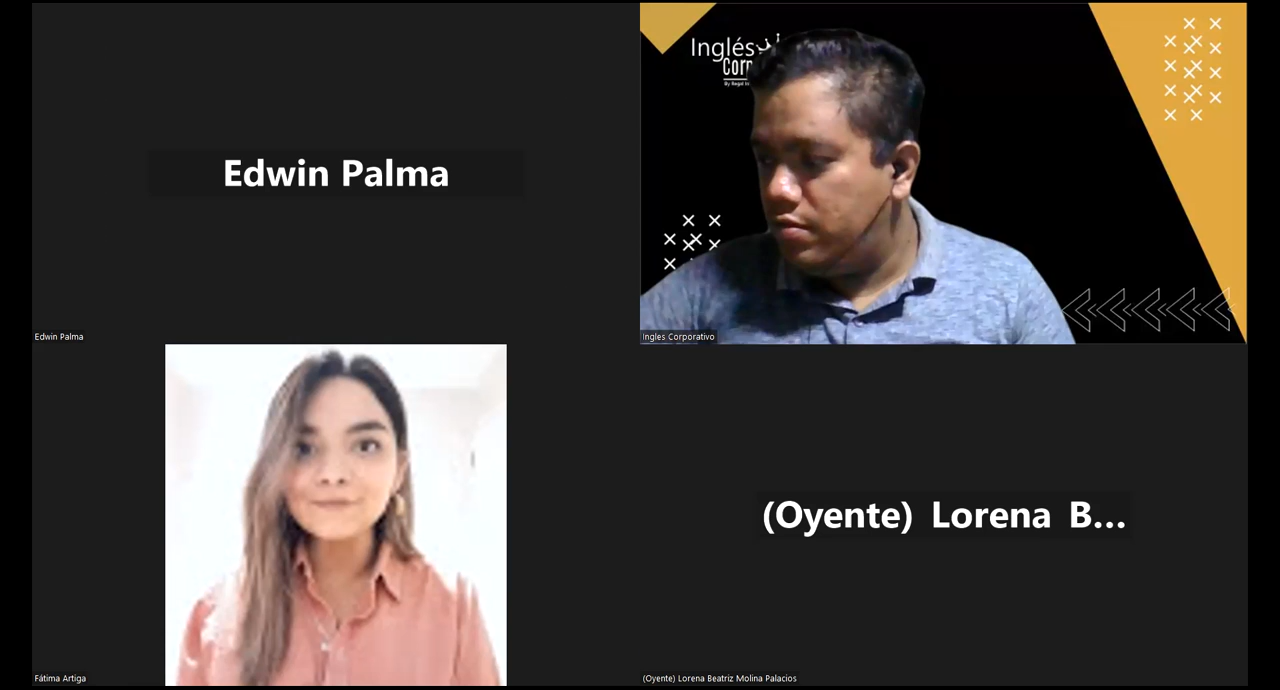 Edwin Palma
Edwin Palma
Inglés
Corp
Ingles Corporativo
Fátima Artiga
(Oyente) Lorena B...
(Oyente) Lorena Beatriz Molina Palacios